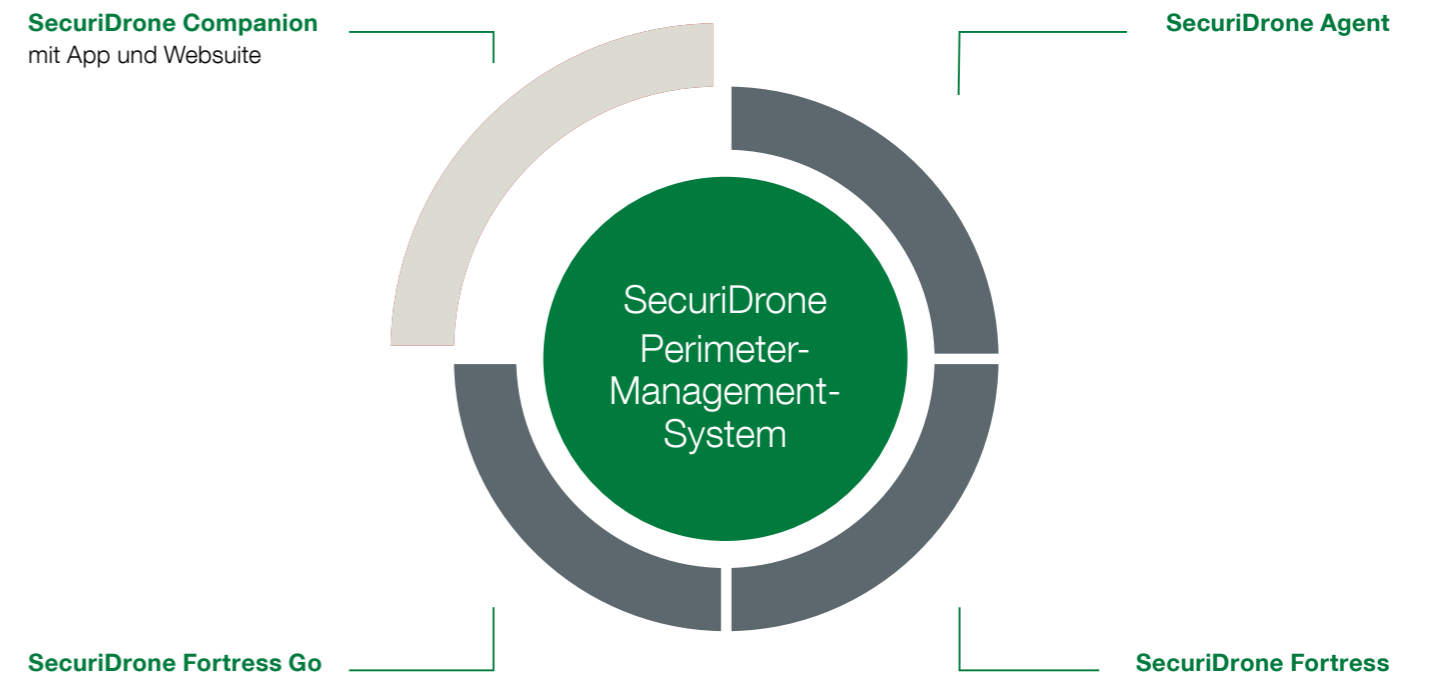 SecuriDrone Companion
mit App und Websuite
SecuriDrone Agent
SecuriDrone
Perimeter-
Management-
System
SecuriDrone Fortress Go
SecuriDrone Fortress